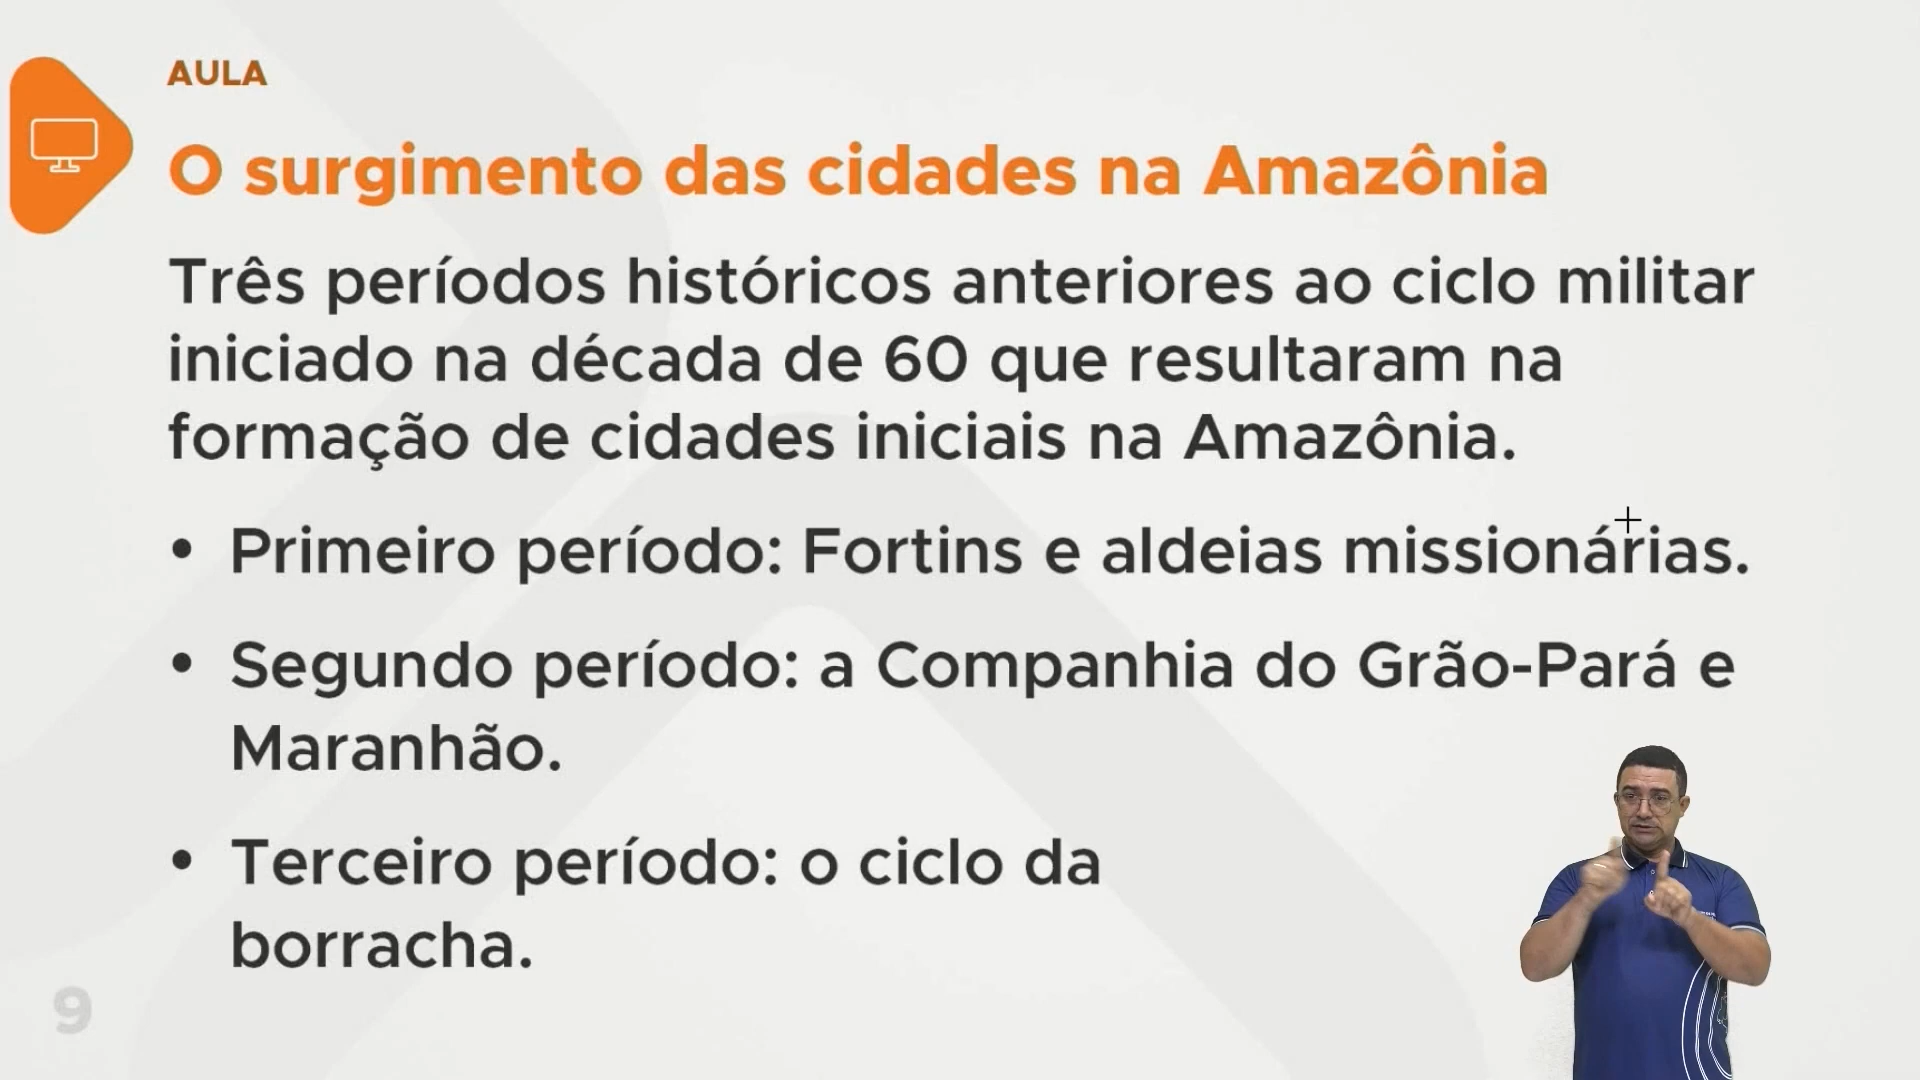 AULA
O surgimento das cidades na Amazônia
Três períodos históricos anteriores ao ciclo militar
iniciado na década de 60 que resultaram na
formação de cidades iniciais na Amazônia.
• Primeiro período: Fortins e aldeias missionárias.
• Segundo período: a Companhia do Grão-Pará e
Maranhão.
• Terceiro período: o ciclo da
borracha.
9